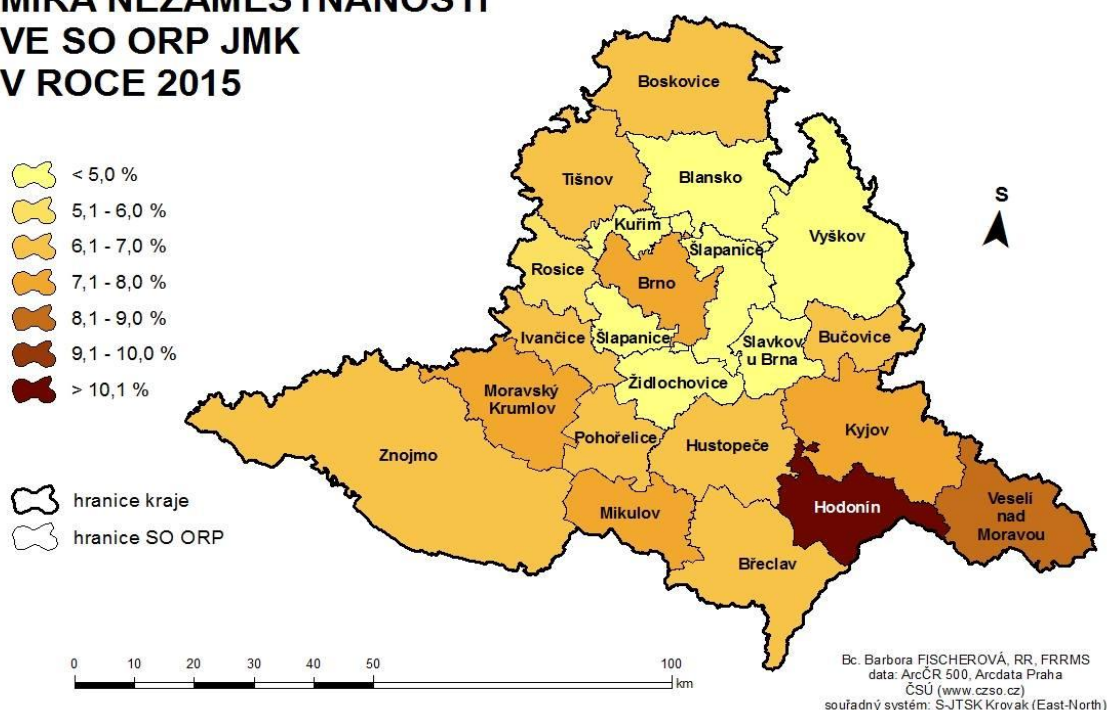 MÍRA NEZAMĚSTNANOSTI
VE SO ORP JMK
V ROCE 2015
< 5,0 %
5,1 - 6,0 %
6,1 - 7,0 %
7,1 - 8,0 %
8,1 - 9,0 %
9,1 - 10,0 %
> 10,1 %
hranice kraje
hranice SO ORP
Boskovice
Tišnov
Blansko
Vyškov
Kuřim
Šlapanice
Rosice
Brno
Ivančice
Šlapanice
Slavkov
u Brna
Bučovice
Židlochovice
Moravský
Krumlov
Pohořelice
Hustopeče
Kyjov
Znojmo
Mikulov
Hodonín
Veselí
nad
Moravou
Břeclav
S
0 10 20 30 40 50 100
km
Bc. Barbora FISCHEROVÁ, RR, FRRMS
data: ArcČR 500, Arcdata Praha
ČSÚ (www.czso.cz)
souřadný systém: S-JTSK Krovak (East-North)